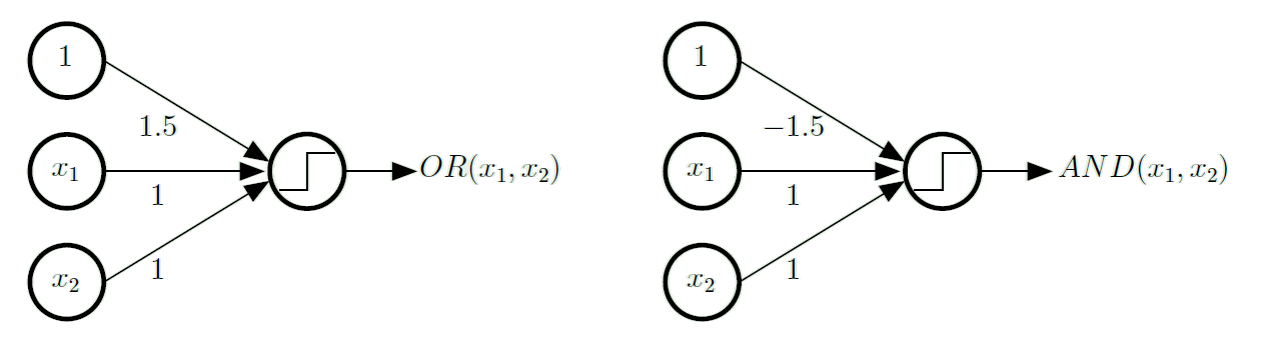 1
1.5
x₁
1
x₂
1
OR(x₁, x₂)
1
−1.5
x₁
1
x₂
1
AND(x₁, x₂)